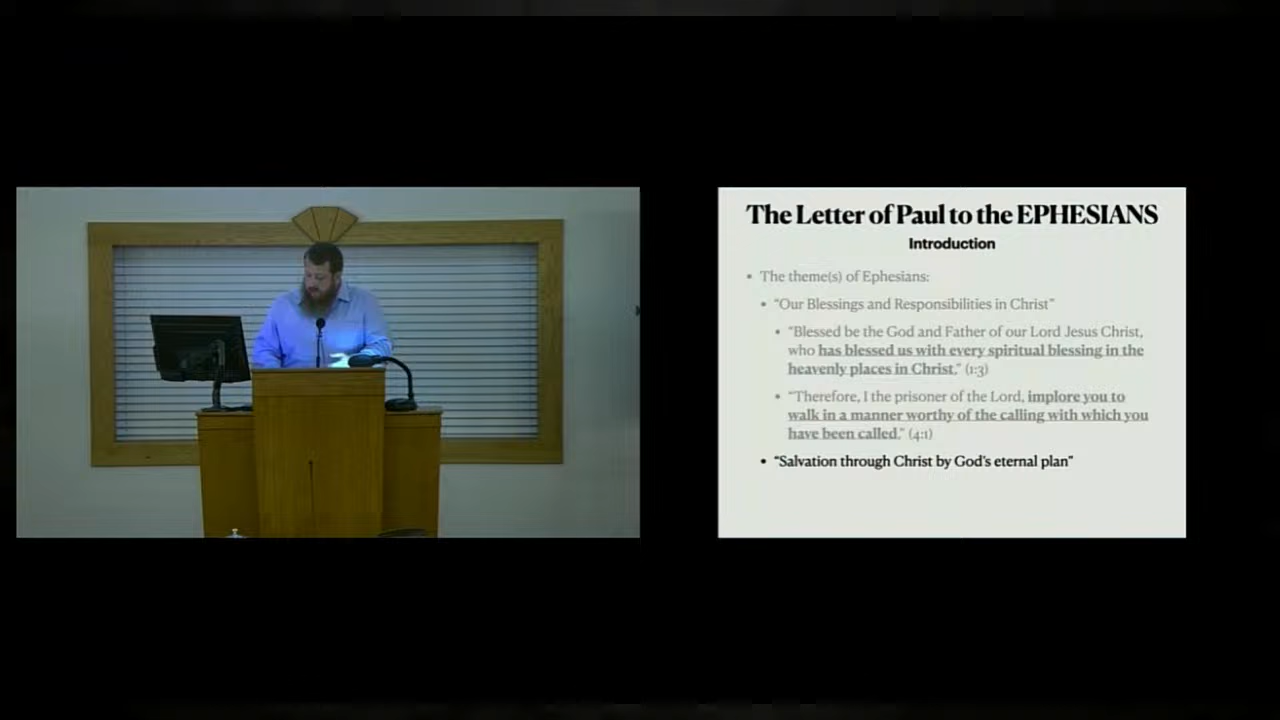 The Letter of Paul to the EPHESIANS
Introduction
• The theme(s) of Ephesians:
• “Our Blessings and Responsibilities in Christ”
• “Blessed be the God and Father of our Lord Jesus Christ,
who has blessed us with every spiritual blessing in the
heavenly places in Christ,” (1:3)
• “Therefore, I the prisoner of the Lord, implore you to
walk in a manner worthy of the calling with which you
have been called,” (4:1)
• “Salvation through Christ by God’s eternal plan”